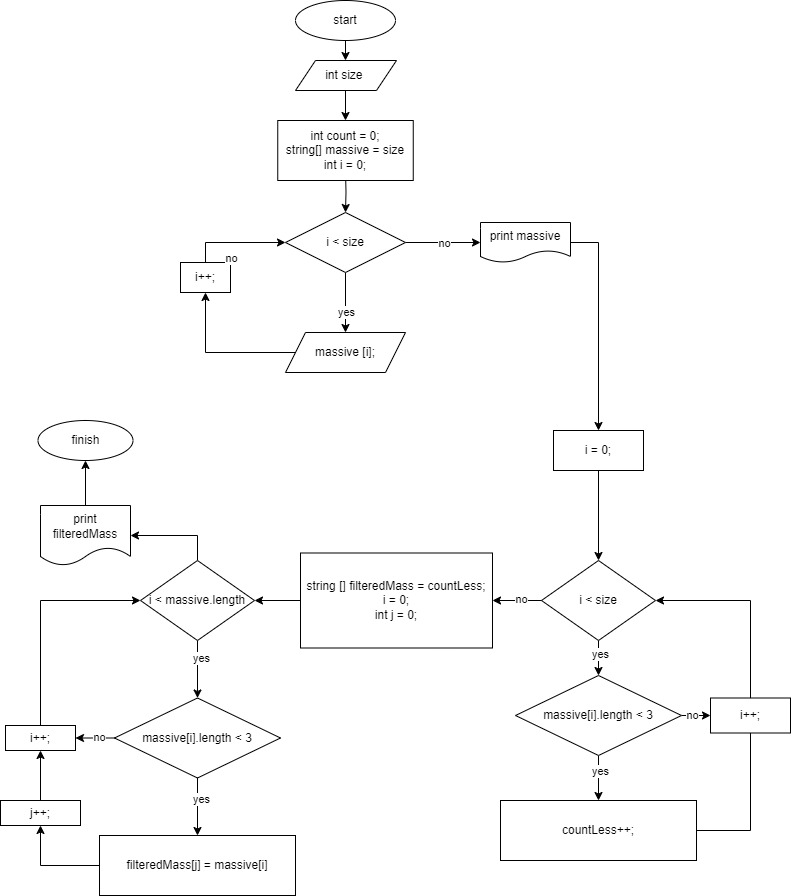 start
int size
int count = 0;
string[] massive = size
int i = 0;
i < size
no
print massive
no
i++;
yes
massive [i];
finish
i = 0;
print
filteredMass
i < massive.length
string [] filteredMass = countLess;
i = 0;
int j = 0;
no
i < size
yes
yes
massive[i].length < 3
no
i++;
i++;
no
massive[i].length < 3
yes
yes
j++;
countLess++;
filteredMass[j] = massive[i]